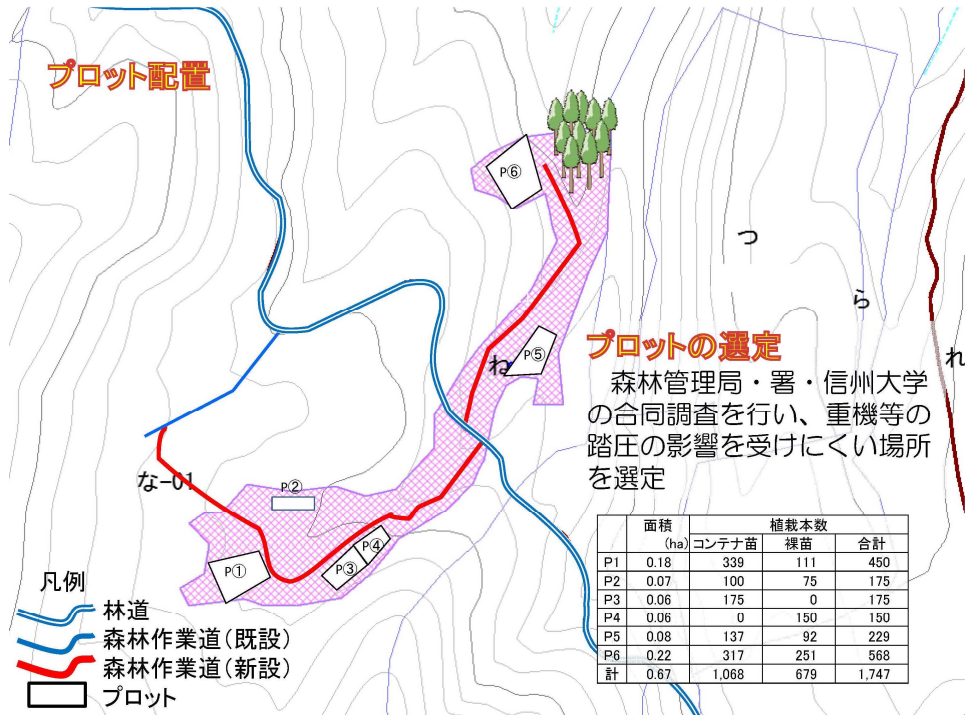 プロット配置
P⑥
つ
ら
れ
プロットの選定
森林管理局・署・信州大学
の合同調査を行い、重機等の
踏圧の影響を受けにくい場所
を選定
P⑤
ね
な-01
P②
P④
P③
P①
凡例
林道
森林作業道(既設)
森林作業道(新設)
プロット
面積 植栽本数
(ha) コンテナ苗 裸苗 合計
P1 0.18 339 111 450
P2 0.07 100 75 175
P3 0.06 175 0 175
P4 0.06 0 150 150
P5 0.08 137 92 229
P6 0.22 317 251 568
計 0.67 1,068 679 1,747